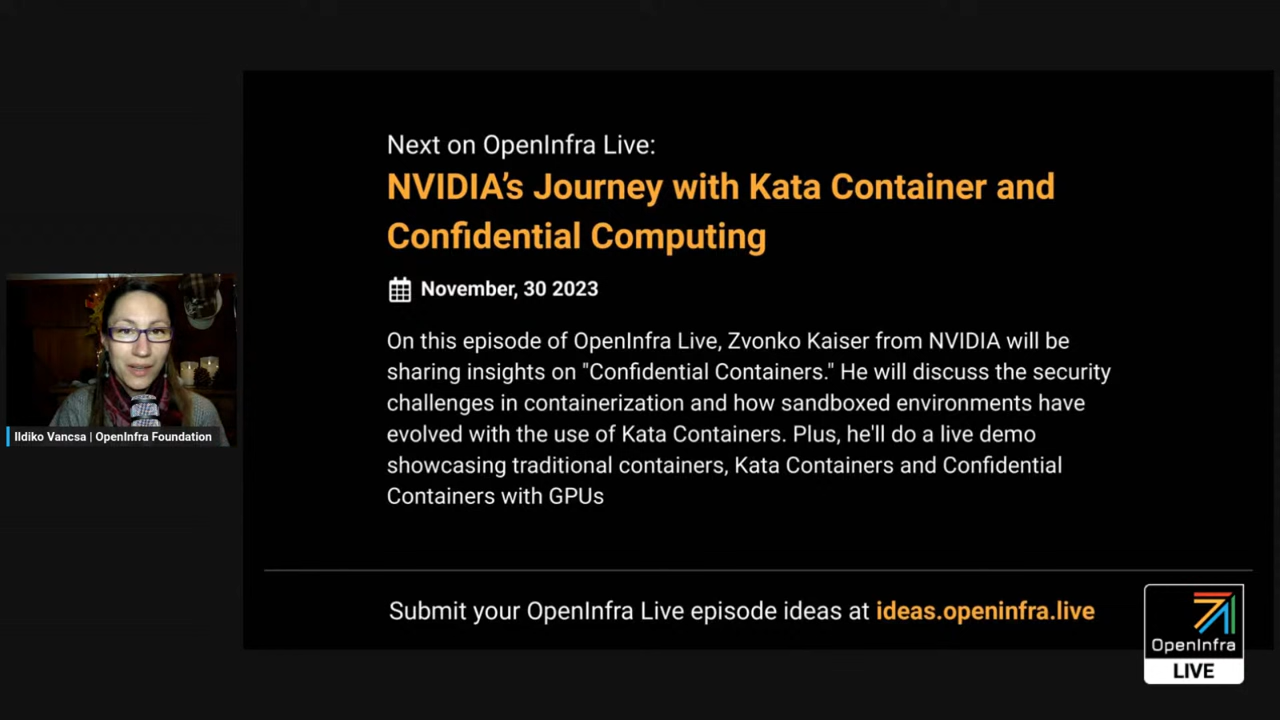 Next on OpenInfra Live:
NVIDIA’s Journey with Kata Container and
Confidential Computing
November, 30 2023
On this episode of OpenInfra Live, Zvonko Kaiser from NVIDIA will be
sharing insights on "Confidential Containers." He will discuss the security
challenges in containerization and how sandboxed environments have
evolved with the use of Kata Containers. Plus, he'll do a live demo
showcasing traditional containers, Kata Containers and Confidential
Containers with GPUs
Ildiko Vancsa | OpenInfra Foundation
Submit your OpenInfra Live episode ideas at ideas.openinfra.live
OpenInfra
LIVE